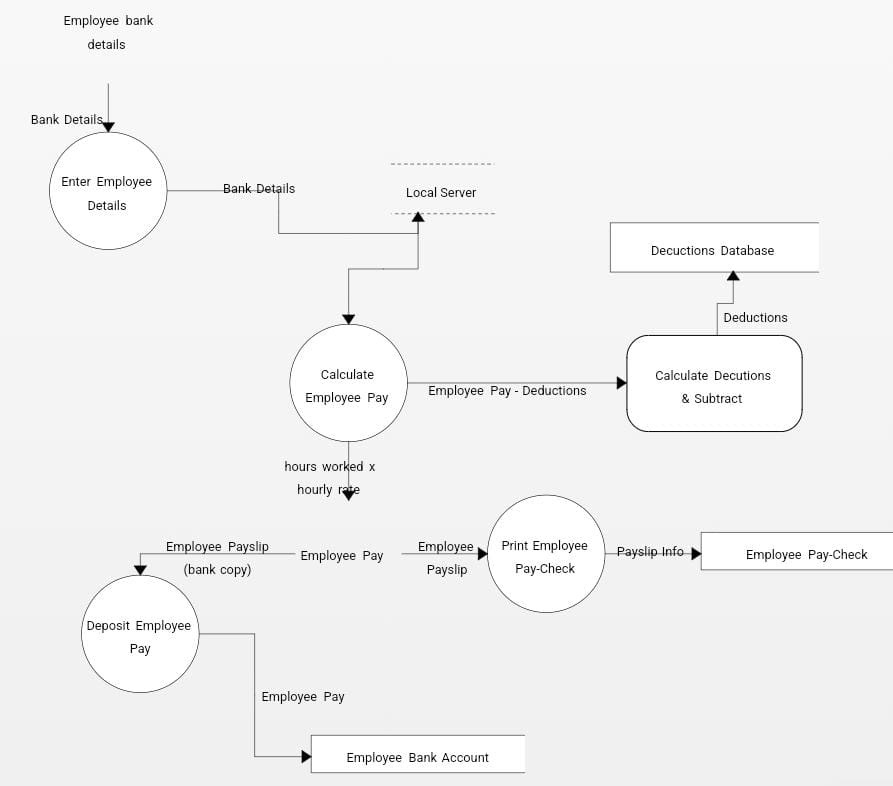 Employee bank
details
Bank Details
Enter Employee
Details
Bank Details
Local Server
Decuctions Database
Deductions
Calculate
Employee Pay
Employee Pay - Deductions
Calculate Decutions
& Subtract
hours worked x
hourly rate
Employee Payslip
(bank copy)
Employee Pay
Employee
Payslip
Print Employee
Pay-Check
Payslip Info
Employee Pay-Check
Deposit Employee
Pay
Employee Pay
Employee Bank Account